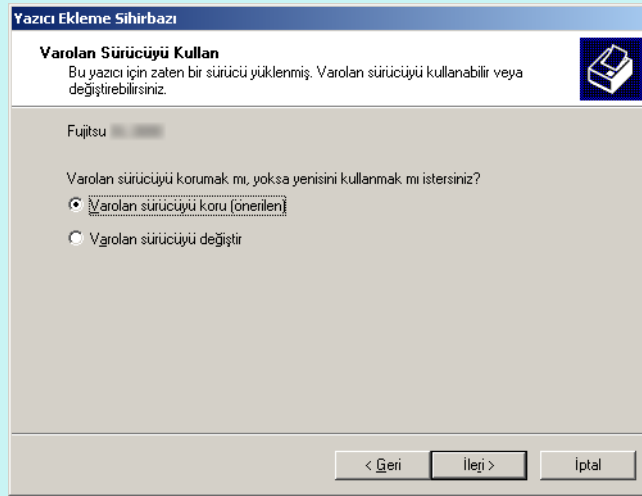 Yazıcı Ekleme Sihirbazı
Varolan Sürücüyü Kullan
Bu yazıcı için zaten bir sürücü yüklenmiş. Varolan sürücüyü kullanabilir veya
değiştirebilirsiniz.
Fujitsu
Varolan sürücüyü korumak mı, yoksa yenisini kullanmak mı istersiniz?
Varolan sürücüyü koru (önerilen)
Varolan sürücüyü değiştir
< Geri İleri > İptal